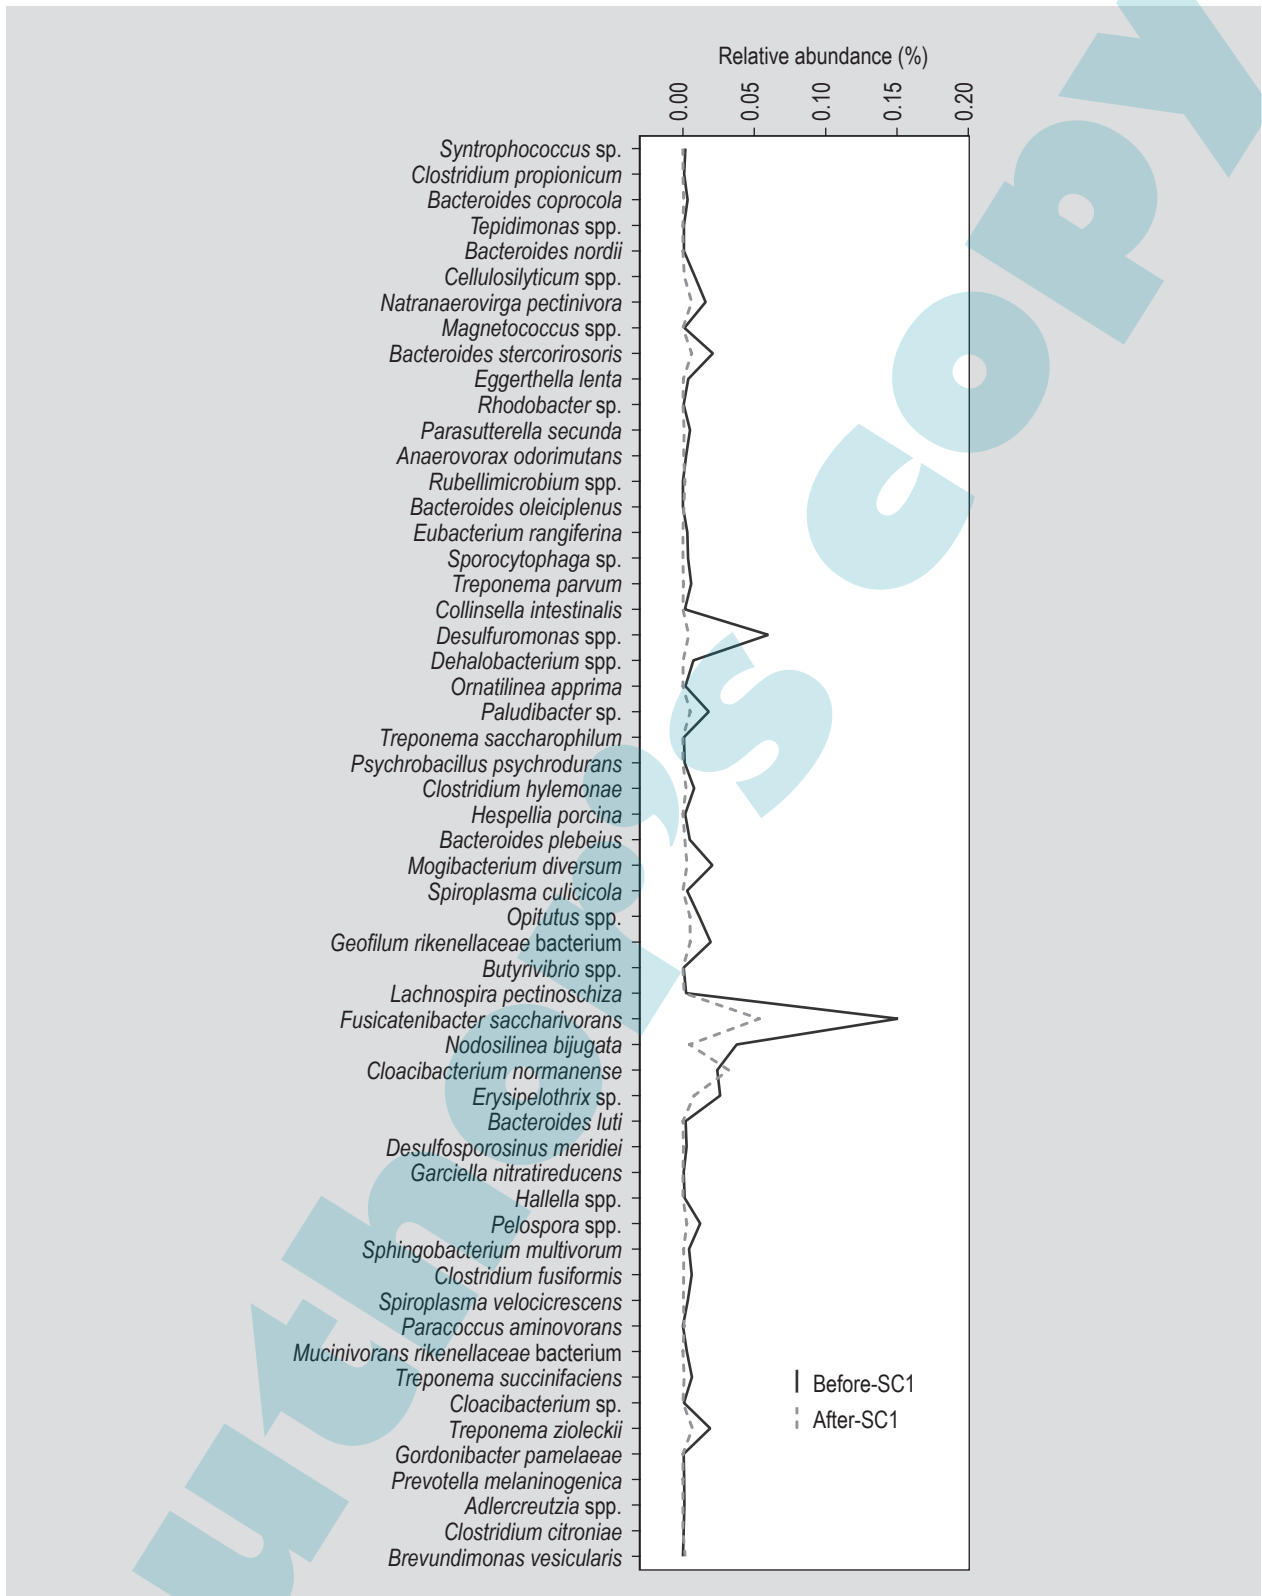 Relative abundance (%)
0.00 0.05 0.10 0.15 0.20
Syntrophococcus sp.
Clostridium propionicum
Bacteroides coprocola
Tepidimonas spp.
Bacteroides nordii
Cellulosilyticum spp.
Natranaerovirga pectinivora
Magnetococcus spp.
Bacteroides stercorirosoris
Eggerthella lenta
Rhodobacter sp.
Parasutterella secunda
Anaerovorax odorimutans
Rubellimicrobium spp.
Bacteroides oleiciplenus
Eubacterium rangiferina
Sporocytophaga sp.
Treponema parvum
Collinsella intestinalis
Desulfuromonas spp.
Dehalobacterium spp.
Ornatilinea apprima
Paludibacter sp.
Treponema saccharophilum
Psychrobacillus psychrodurans
Clostridium hylemonae
Hespellia porcina
Bacteroides plebeius
Mogibacterium diversum
Spiroplasma culicicola
Opitutus spp.
Geofilum rikenellaceae bacterium
Butyrivibrio spp.
Lachnospira pectinoschiza
Fusicatenibacter saccharivorans
Nodosilinea bijugata
Cloacibacterium normanense
Erysipelothrix sp.
Bacteroides luti
Desulfosporosinus meridiei
Garciella nitratireducens
Hallella spp.
Pelospora spp.
Sphingobacterium multivorum
Clostridium fusiformis
Spiroplasma velocicrescens
Paracoccus aminovorans
Mucinivorans rikenellaceae bacterium
Treponema succinifaciens
Cloacibacterium sp.
Treponema zioleckii
Gordonibacter pamelaeae
Prevotella melaninogenica
Adlercreutzia spp.
Clostridium citroniae
Brevundimonas vesicularis
Before-SC1
After-SC1
uthor's copy